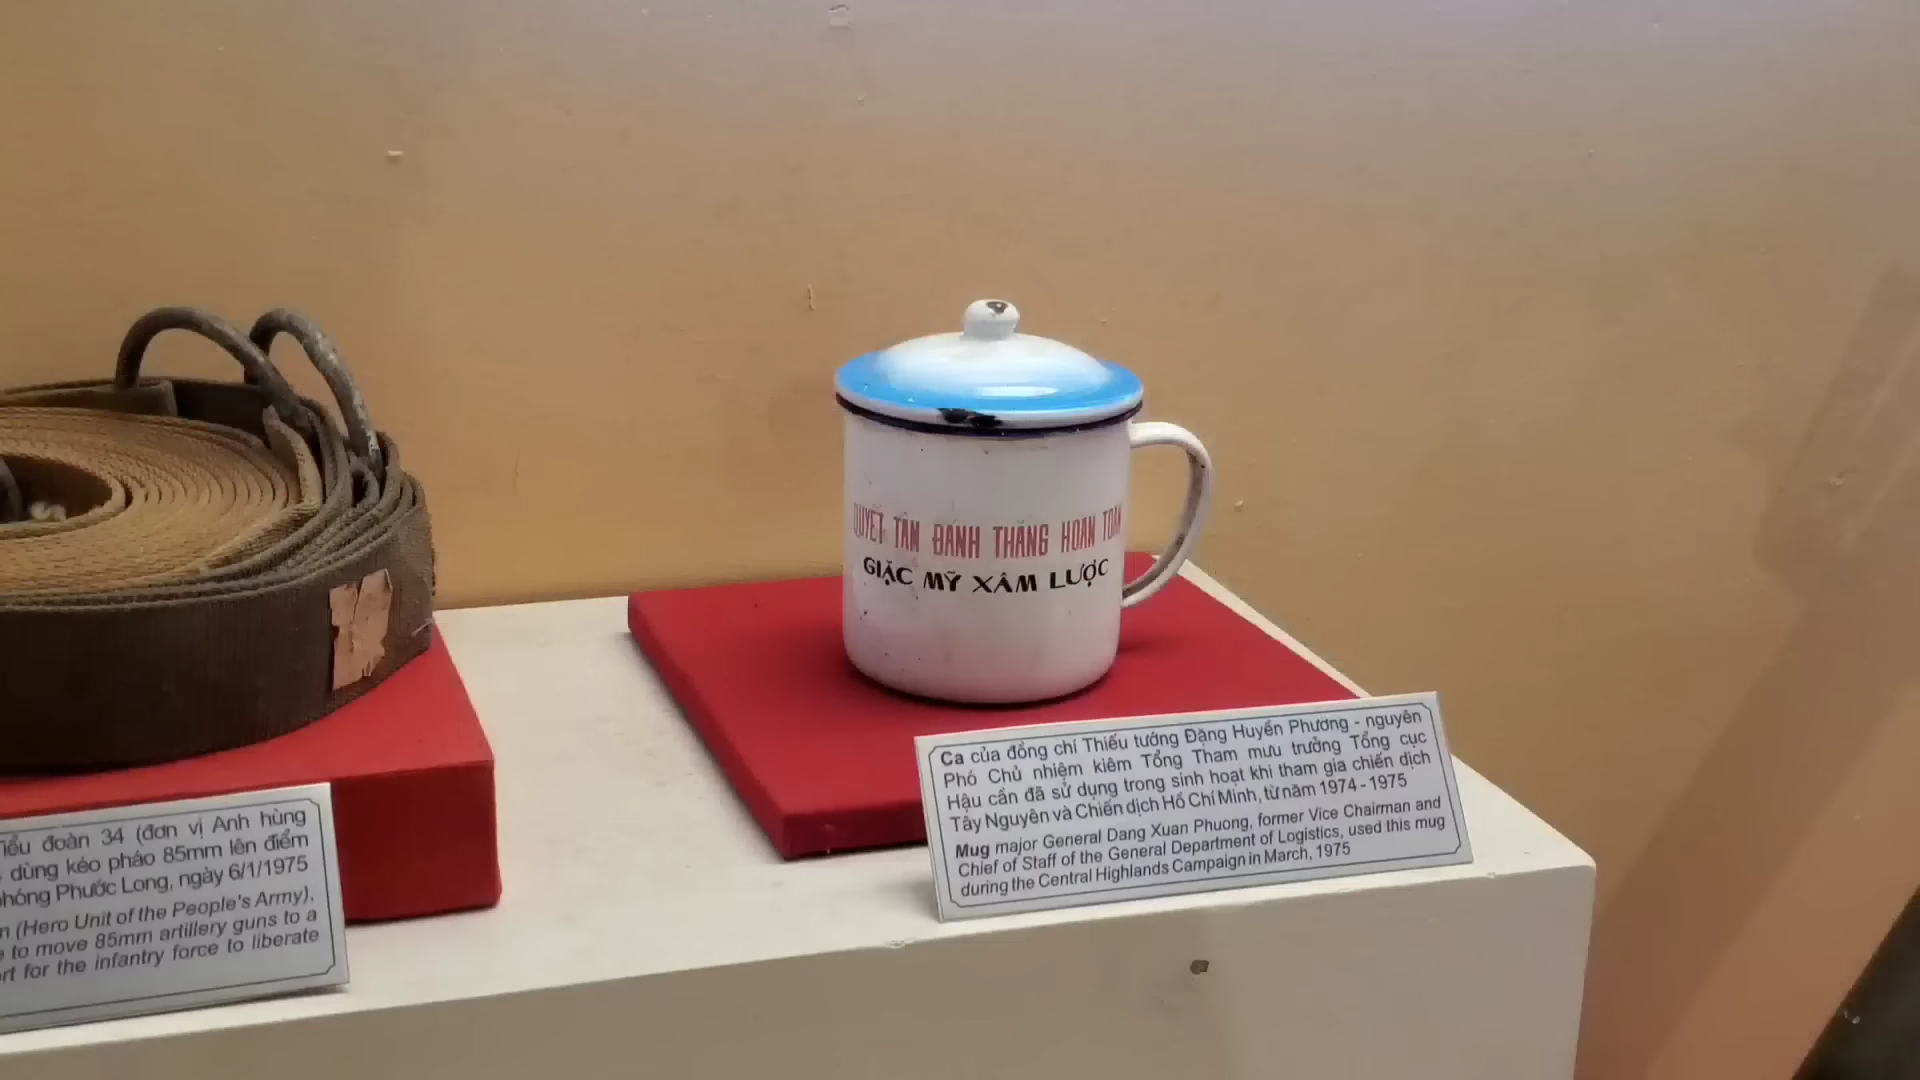 QUYẾT TÂM ĐÁNH THẮNG HOÀN TOÀN
GIẶC MỸ XÂM LƯỢC
Ca của đồng chí Thiếu tướng Đặng Huyền Phương - nguyên
Phó Chủ nhiệm kiêm Tổng Tham mưu trưởng Tổng cục
Hậu cần đã sử dụng trong sinh hoạt khi tham gia chiến dịch
Tây Nguyên và Chiến dịch Hồ Chí Minh, từ năm 1974 - 1975
Mug major General Dang Xuan Phuong, former Vice Chairman and
Chief of Staff of the General Department of Logistics, used this mug
during the Central Highlands Campaign in March, 1975
Tiểu đoàn 34 (đơn vị Anh hùng
dùng kéo pháo 85mm lên điểm
phóng Phước Long, ngày 6/1/1975
(Hero Unit of the People's Army),
to move 85mm artillery guns to a
for the infantry force to liberate